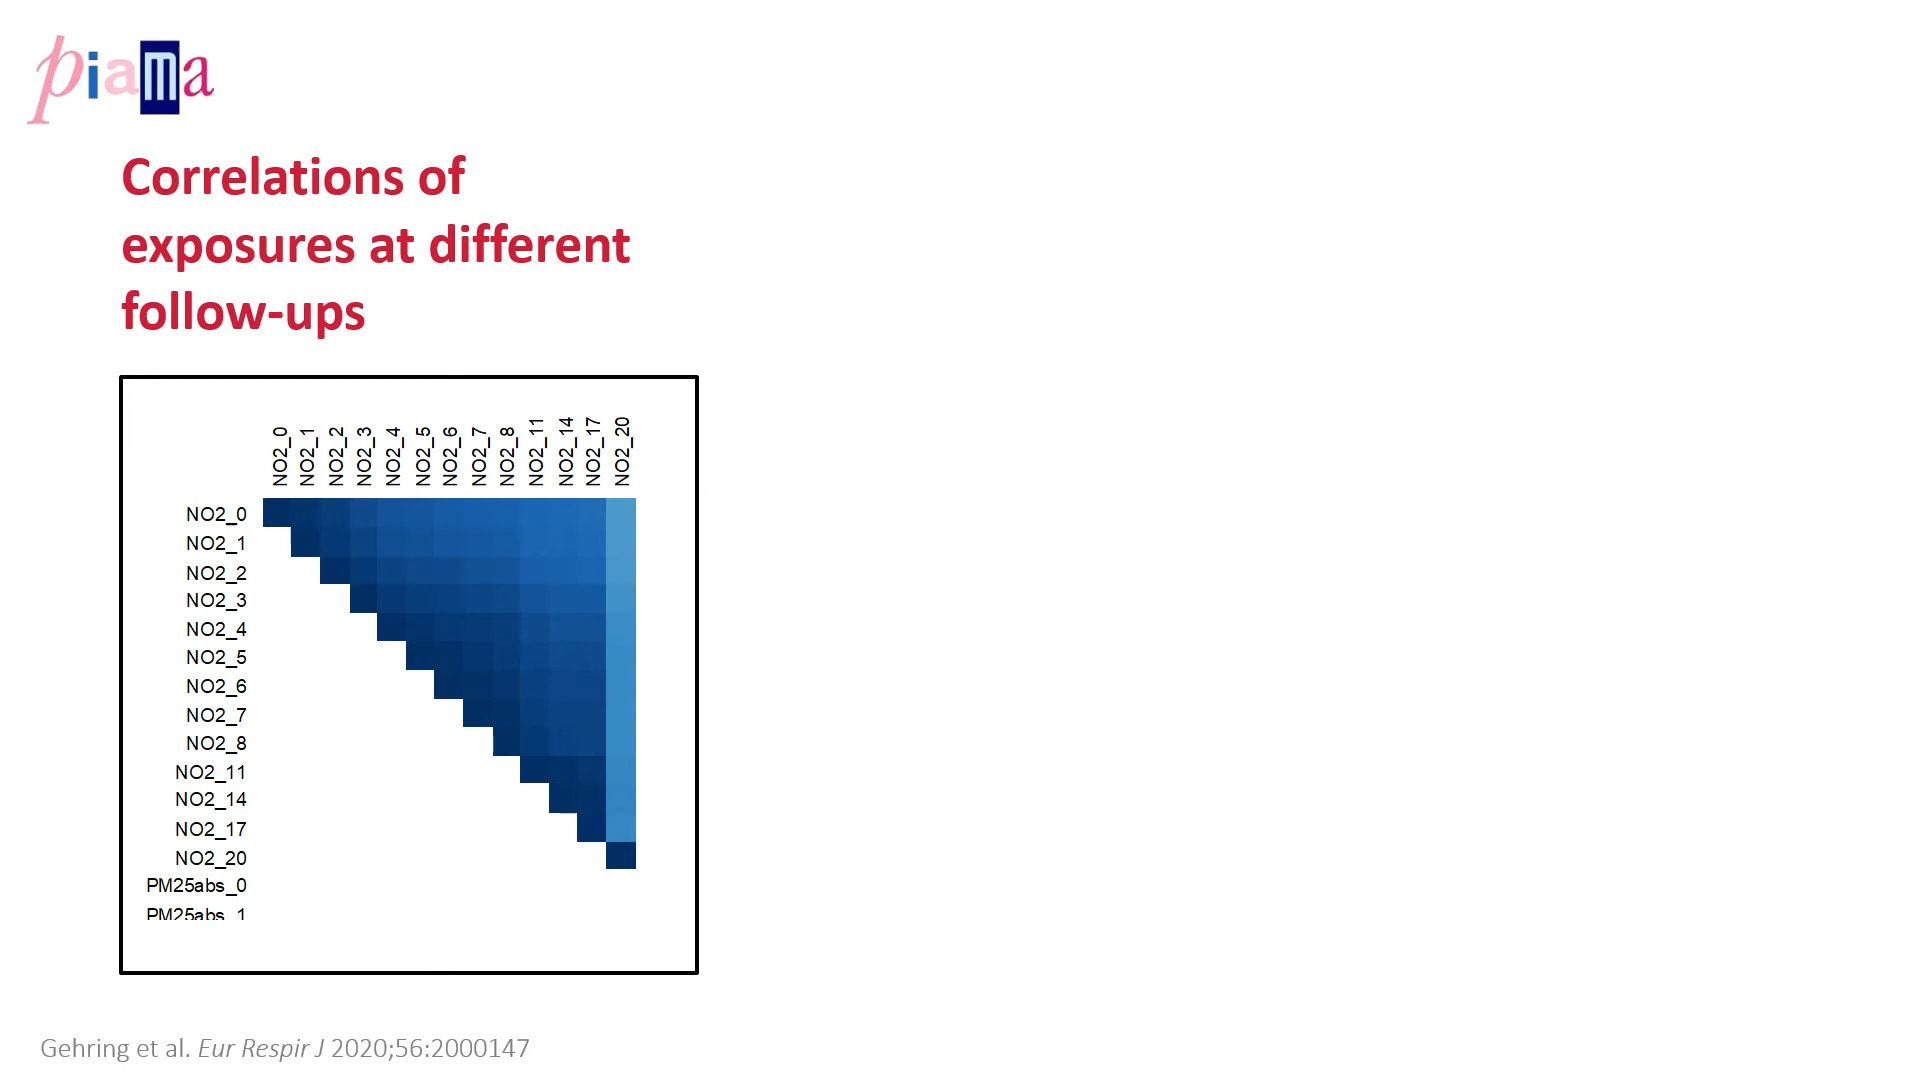 piama
Correlations of
exposures at different
follow-ups
NO2_0 NO2_1 NO2_2 NO2_3 NO2_4 NO2_5 NO2_6 NO2_7 NO2_8 NO2_11 NO2_14 NO2_17 NO2_20
NO2_0
NO2_1
NO2_2
NO2_3
NO2_4
NO2_5
NO2_6
NO2_7
NO2_8
NO2_11
NO2_14
NO2_17
NO2_20
PM25abs_0
PM25abs_1
Gehring et al. Eur Respir J 2020;56:2000147